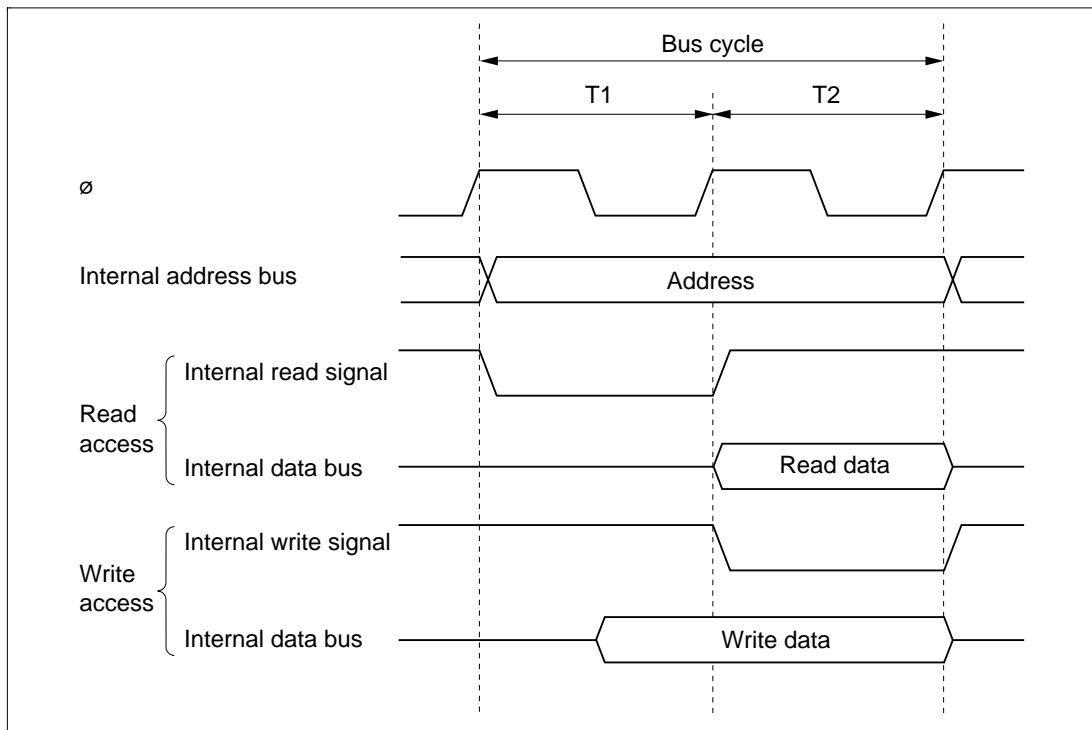 Bus cycle
T1
T2
ø
Internal address bus
Address
Read
access
Internal read signal
Internal data bus
Read data
Write
access
Internal write signal
Internal data bus
Write data